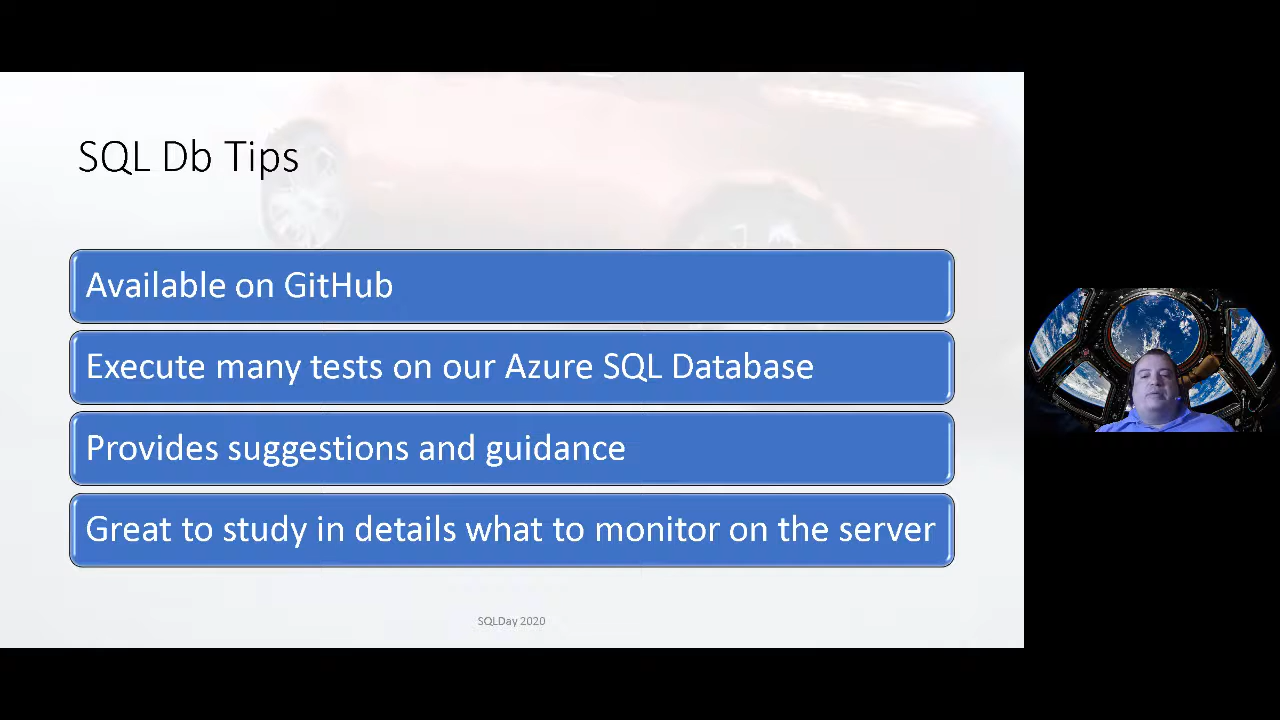 SQL Db Tips
Available on GitHub
Execute many tests on our Azure SQL Database
Provides suggestions and guidance
Great to study in details what to monitor on the server
SQLDay 2020